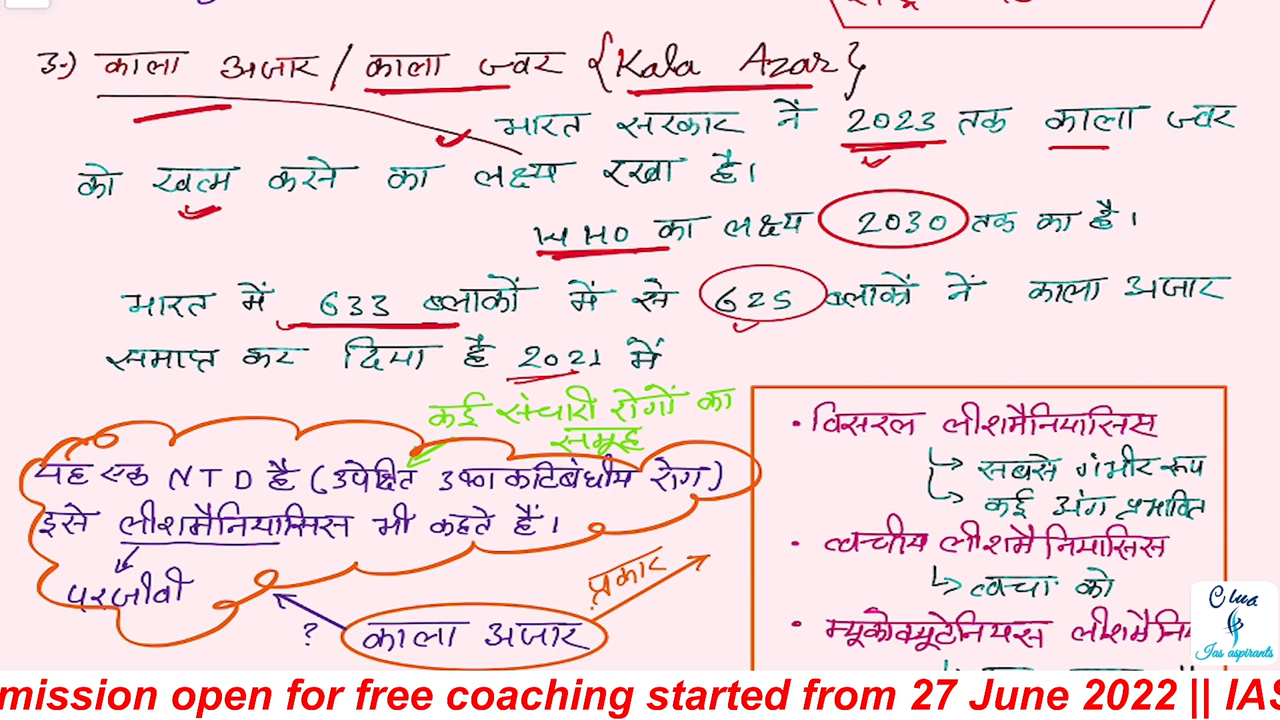 3-) काला अजार / काला ज्वर {Kala Azar}
भारत सरकार नें 2023 तक काला ज्वर
को खत्म करने का लक्ष्य रखा है।
WHO का लक्ष्य 2030 तक का है।
भारत में 633 ब्लाकों में से 625 ब्लाकों नें काला अजार
समाप्त कर दिया है 2021 में
कई संचारी रोगों का
समूह
यह एक NTD है (उपेक्षित उष्ण कटिबंधीय रोग)
इसे लीशमैनियासिस भी कहते हैं।
परजीवी
? काला अजार
प्रकार
• विसरल लीशमैनियासिस
सबसे गंभीर रूप
कई अंग प्रभावित
• त्वचीय लीशमैनियासिस
त्वचा को
• म्यूकोक्यूटेनियस लीशमैनि
Clua
Ias aspirants
mission open for free coaching started from 27 June 2022 || IAS